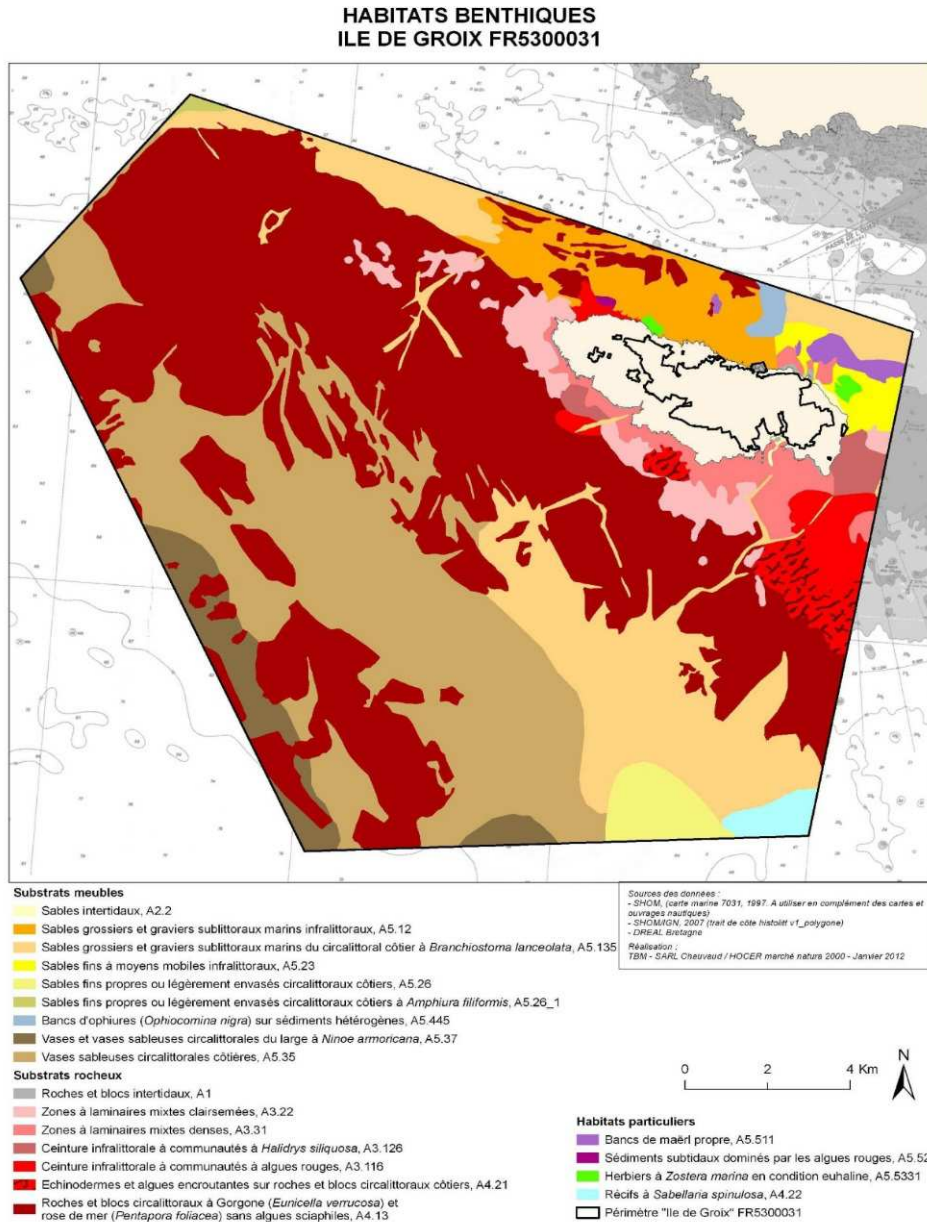 HABITATS BENTHIQUES
ILE DE GROIX FR5300031
Substrats meubles
Sables intertidaux, A2.2
Sables grossiers et graviers sublittoraux marins infralittoraux, A5.12
Sables grossiers et graviers sublittoraux marins du circalittoral côtier à Branchiostoma lanceolata, A5.135
Sables fins à moyens mobiles infralittoraux, A5.23
Sables fins propres ou légèrement envasés circalittoraux côtiers, A5.26
Sables fins propres ou légèrement envasés circalittoraux côtiers à Amphiura filiformis, A5.26_1
Bancs d'ophiures (Ophiocomina nigra) sur sédiments hétérogènes, A5.445
Vases et vases sableuses circalittorales du large à Ninoe armoricana, A5.37
Vases sableuses circalittorales côtières, A5.35
Substrats rocheux
Roches et blocs intertidaux, A1
Zones à laminaires mixtes clairsemées, A3.22
Zones à laminaires mixtes denses, A3.31
Ceinture infralittorale à communautés à Halidrys siliquosa, A3.126
Ceinture infralittorale à communautés à algues rouges, A3.116
Echinodermes et algues encroutantes sur roches et blocs circalittoraux côtiers, A4.21
Roches et blocs circalittoraux à Gorgone (Eunicella verrucosa) et
rose de mer (Pentapora foliacea) sans algues sciaphiles, A4.13
Sources des données :
- SHOM, (carte marine 7031, 1997. A utiliser en complément des cartes et
ouvrages nautiques)
- SHOM/IGN, 2007 (trait de côte histolitt v1_polygone)
- DREAL Bretagne
Réalisation :
TBM - SARL Chauvaud / HOCER marché natura 2000 - Janvier 2012
N
0 2 4 Km
Habitats particuliers
Bancs de maërl propre, A5.511
Sédiments subtidaux dominés par les algues rouges, A5.52
Herbiers à Zostera marina en condition euhaline, A5.5331
Récifs à Sabellaria spinulosa, A4.22
Périmètre "Ile de Groix" FR5300031